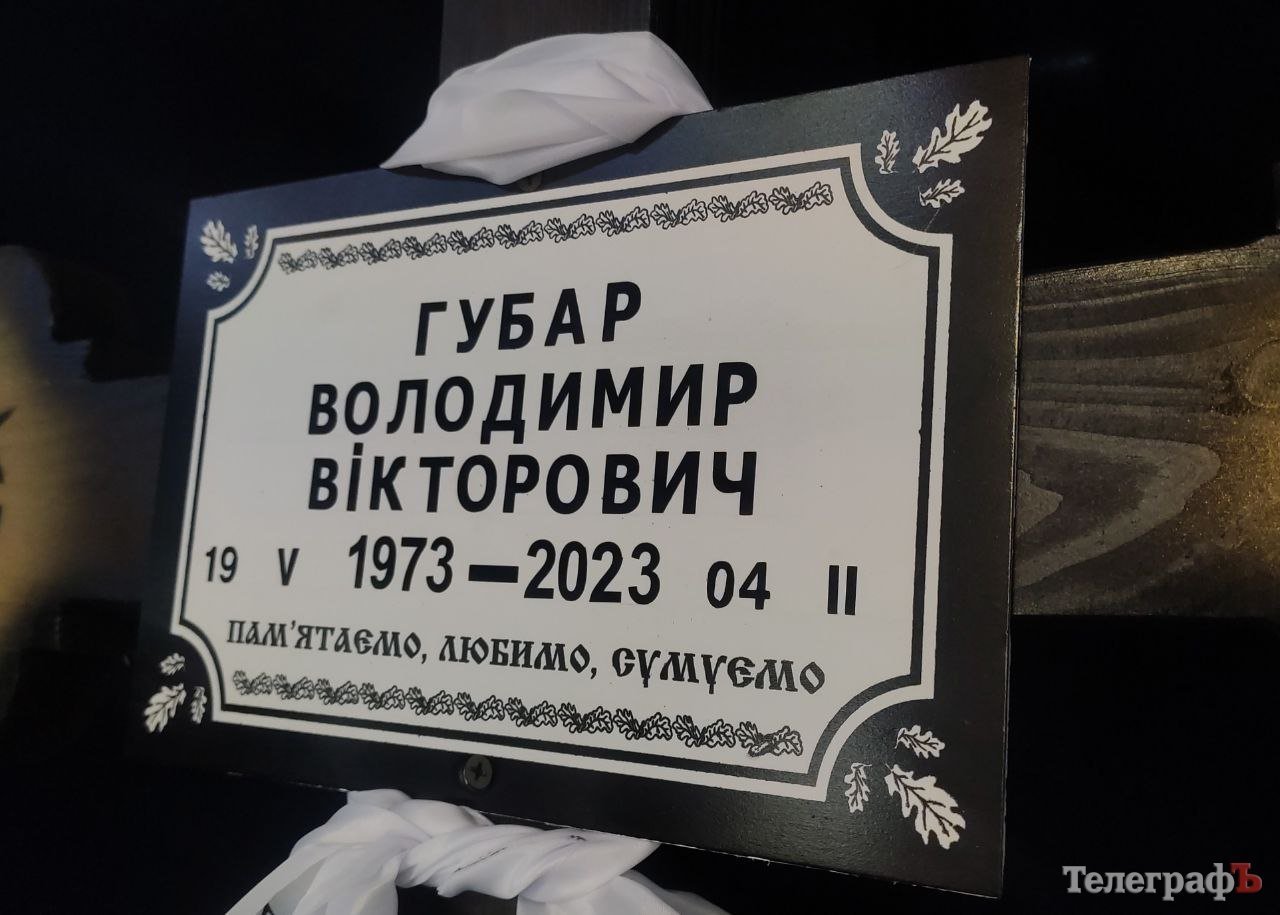 ГУБАР
ВОЛОДИМИР
ВІКТОРОВИЧ
19 V 1973–2023 04 II
ПАМ'ЯТАЄМО, ЛЮБИМО, СУМУЄМО
ТелеграфЪ